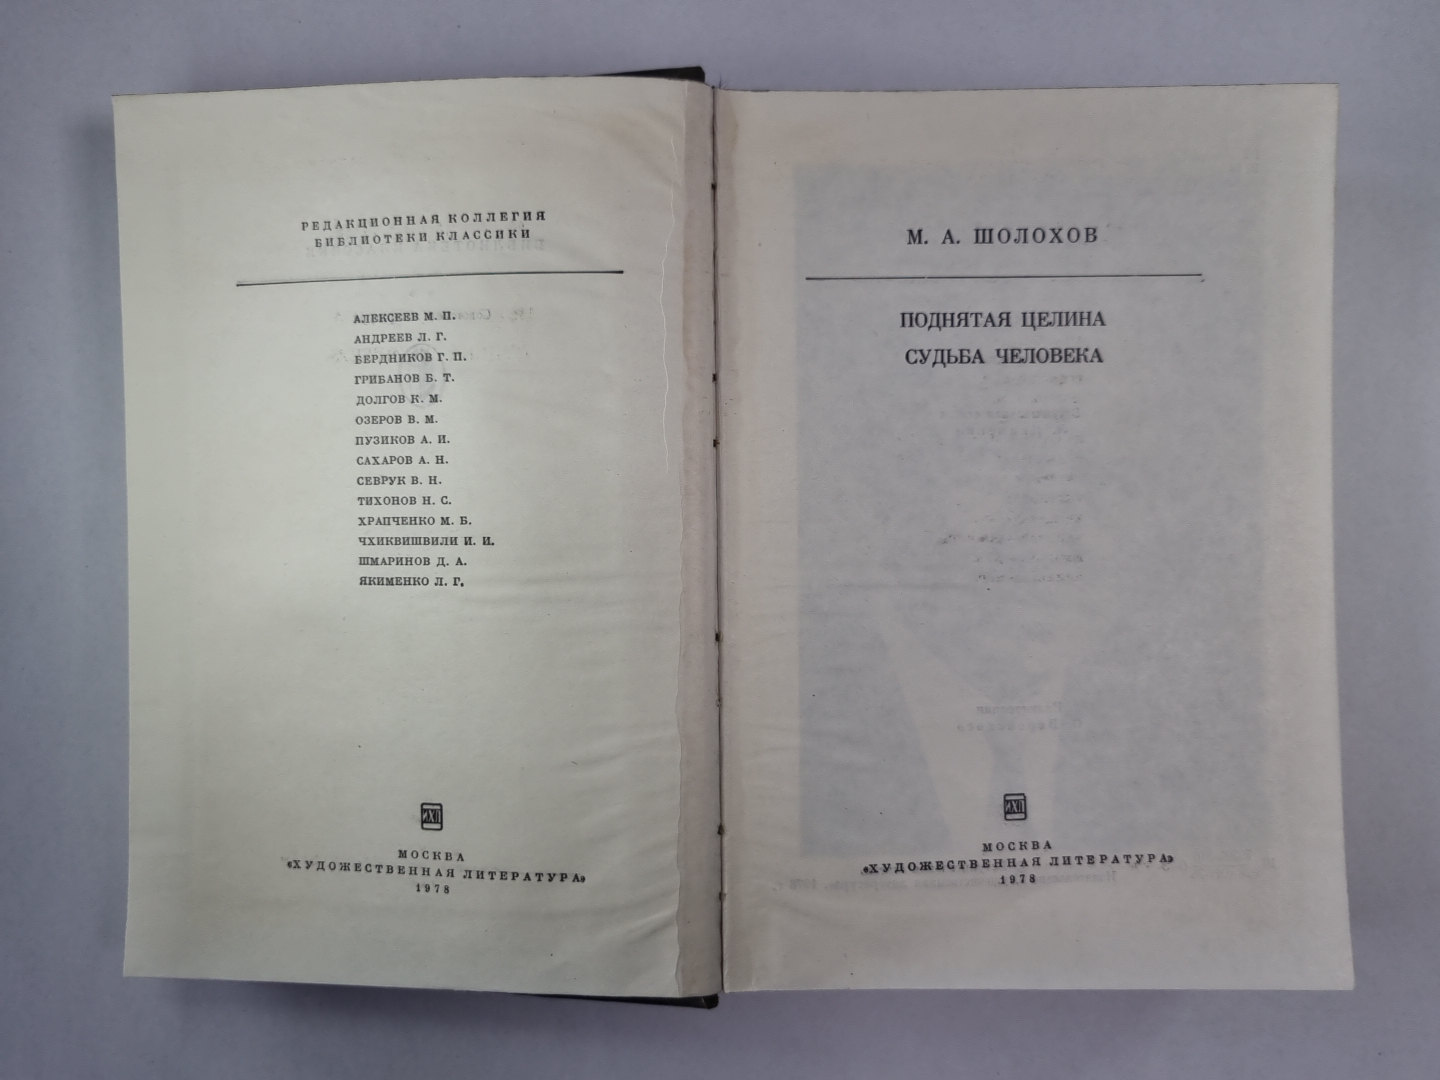 РЕДАКЦИОННАЯ КОЛЛЕГИЯ
БИБЛИОТЕКИ КЛАССИКИ
АЛЕКСЕЕВ М. П.
АНДРЕЕВ Л. Г.
БЕРДНИКОВ Г. П.
ГРИБАНОВ Б. Т.
ДОЛГОВ К. М.
ОЗЕРОВ В. М.
ПУЗИКОВ А. И.
САХАРОВ А. Н.
СЕВРУК В. Н.
ТИХОНОВ Н. С.
ХРАПЧЕНКО М. Б.
ЧХИКВИШВИЛИ И. И.
ШМАРИНОВ Д. А.
ЯКИМЕНКО Л. Г.
МОСКВА
«ХУДОЖЕСТВЕННАЯ ЛИТЕРАТУРА»
1978
М. А. ШОЛОХОВ
ПОДНЯТАЯ ЦЕЛИНА
СУДЬБА ЧЕЛОВЕКА
МОСКВА
«ХУДОЖЕСТВЕННАЯ ЛИТЕРАТУРА»
1978